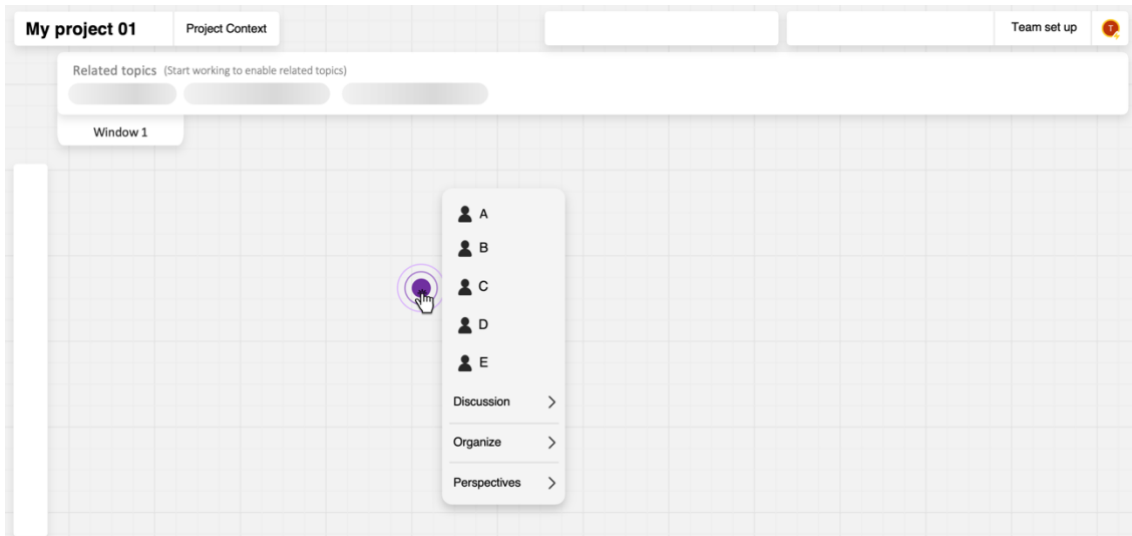 My project 01
Project Context
Team set up
T
Related topics (Start working to enable related topics)
Window 1
A
B
C
D
E
Discussion
Organize
Perspectives